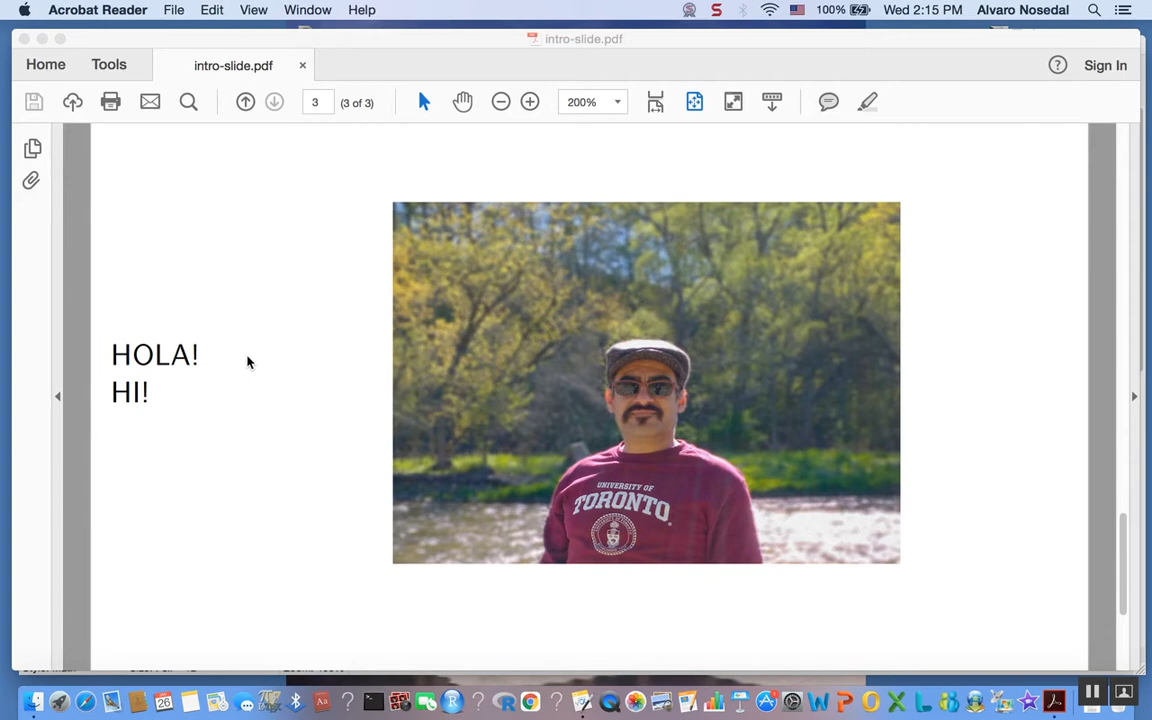 Acrobat Reader File Edit View Window Help 100% Wed 2:15 PM Alvaro Nosedal
intro-slide.pdf
Home Tools intro-slide.pdf × ? Sign In
3 (3 of 3) 200%
HOLA!
HI!
UNIVERSITY OF
TORONTO